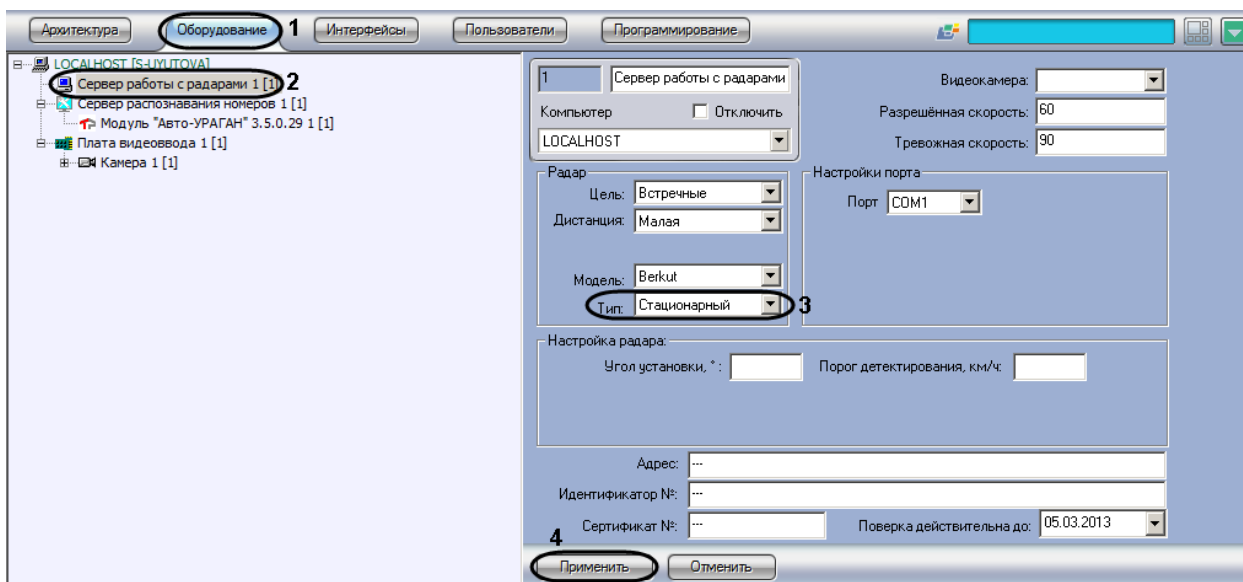 Архитектура Оборудование 1 Интерфейсы Пользователи Программирование
LOCALHOST [S-UYUTOVA]
Сервер работы с радарами 1 [1] 2
Сервер распознавания номеров 1 [1]
Модуль "Авто-УРАГАН" 3.5.0.29 1 [1]
Плата видеоввода 1 [1]
Камера 1 [1]
1 Сервер работы с радарами
Компьютер Отключить
LOCALHOST
Видеокамера:
Разрешённая скорость: 60
Тревожная скорость: 90
Радар
Цель: Встречные
Дистанция: Малая
Модель: Berkut
Тип: Стационарный 3
Настройки порта
Порт COM1
Настройка радара:
Угол установки, ° : Порог детектирования, км/ч:
Адрес: ---
Идентификатор №: ---
Сертификат №: --- Поверка действительна до: 05.03.2013
4
Применить Отменить